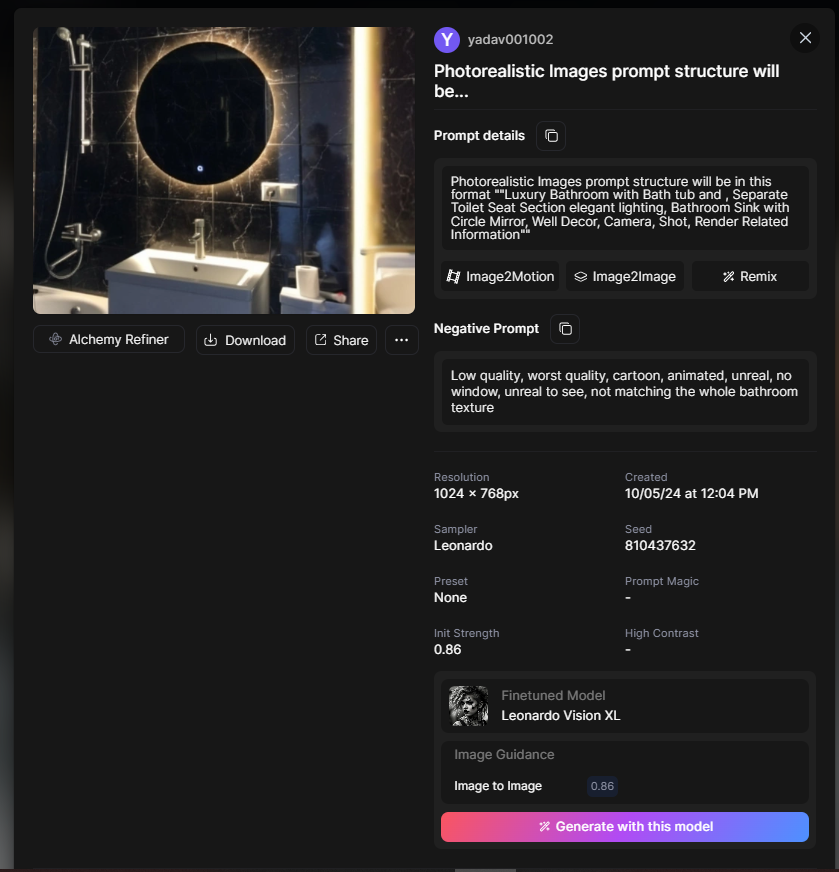 Y yadav001002
Photorealistic Images prompt structure will
be...
Prompt details
Photorealistic Images prompt structure will be in this
format ""Luxury Bathroom with Bath tub and , Separate
Toilet Seat Section elegant lighting, Bathroom Sink with
Circle Mirror, Well Decor, Camera, Shot, Render Related
Information""
Image2Motion Image2Image Remix
Alchemy Refiner Download Share
Negative Prompt
Low quality, worst quality, cartoon, animated, unreal, no
window, unreal to see, not matching the whole bathroom
texture
Resolution Created
1024 × 768px 10/05/24 at 12:04 PM
Sampler Seed
Leonardo 810437632
Preset Prompt Magic
None -
Init Strength High Contrast
0.86 -
Finetuned Model
Leonardo Vision XL
Image Guidance
Image to Image 0.86
Generate with this model